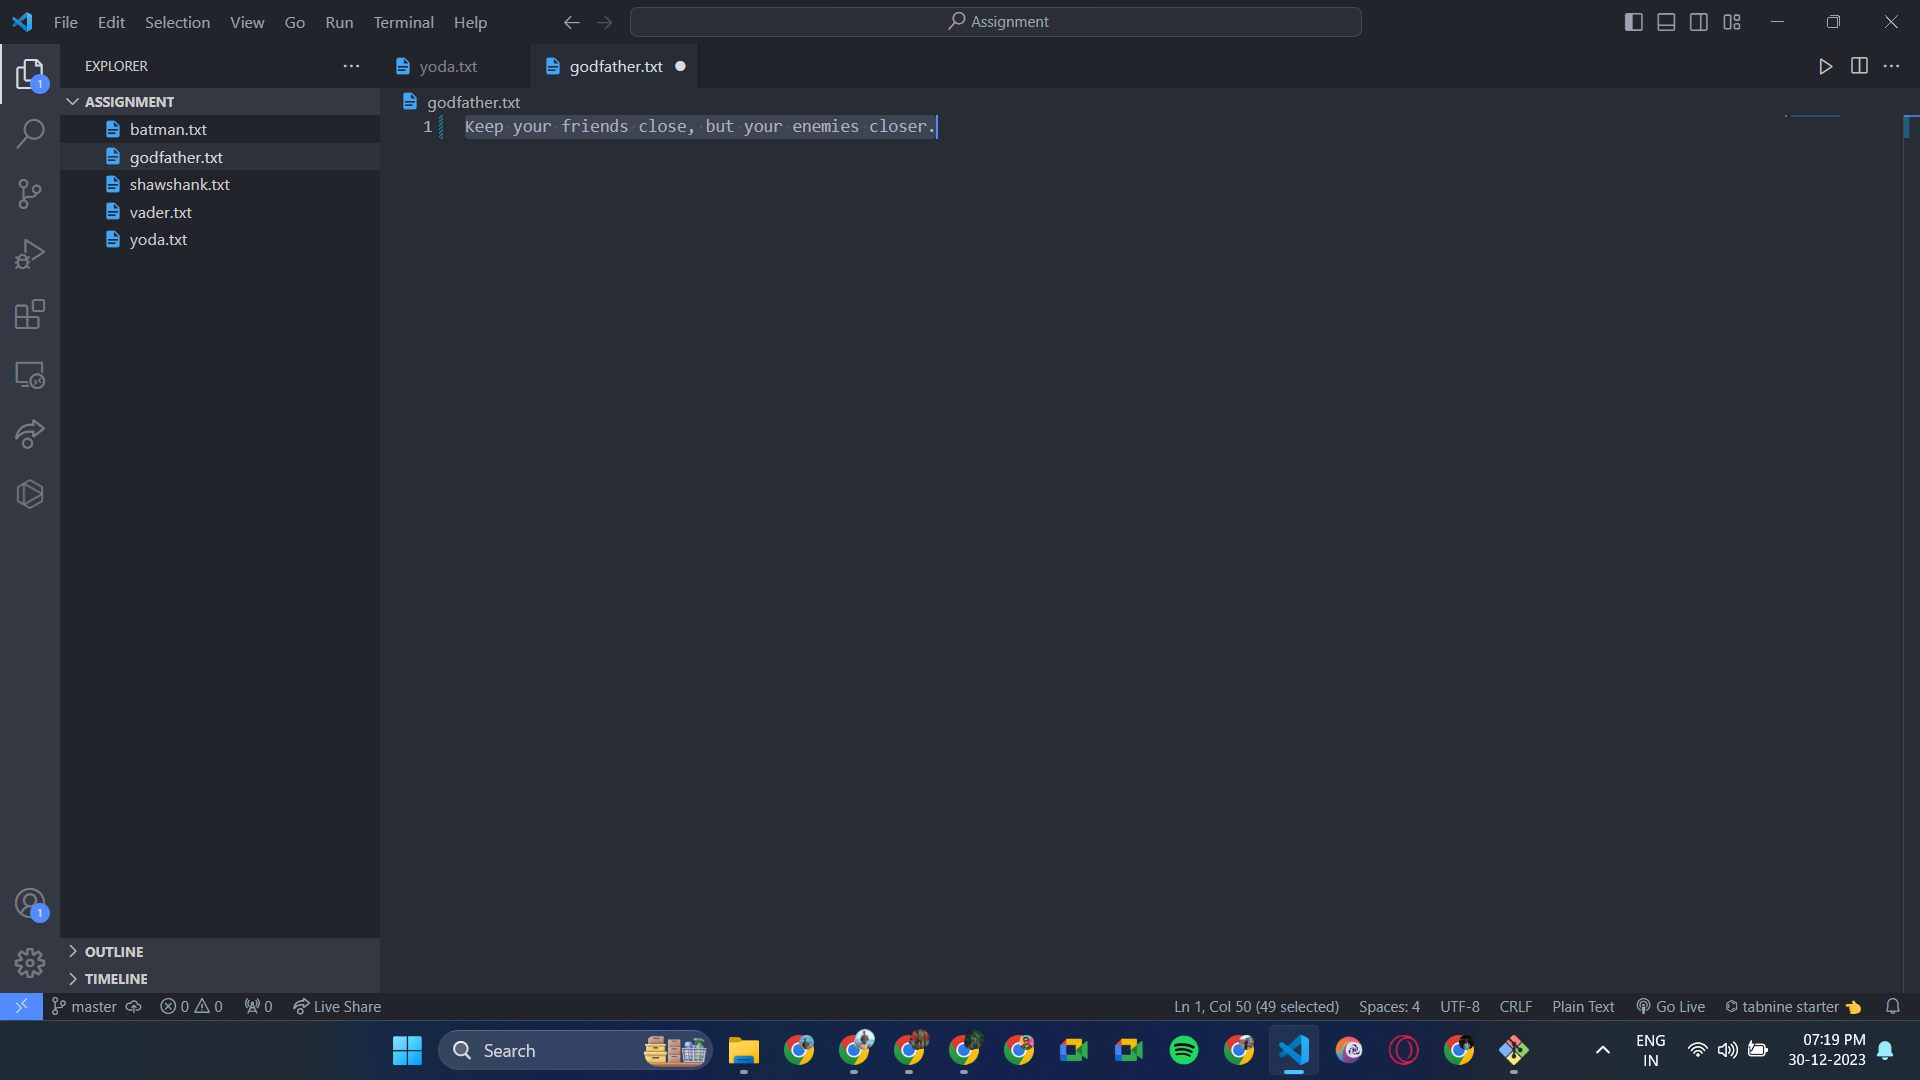 File Edit Selection View Go Run Terminal Help
Assignment
EXPLORER
yoda.txt
godfather.txt
ASSIGNMENT
godfather.txt
batman.txt
godfather.txt
shawshank.txt
vader.txt
yoda.txt
1 Keep your friends close, but your enemies closer.
1
1
OUTLINE
TIMELINE
master 0 0 0 Live Share
Ln 1, Col 50 (49 selected) Spaces: 4 UTF-8 CRLF Plain Text Go Live tabnine starter
Search
ENG
IN
07:19 PM
30-12-2023